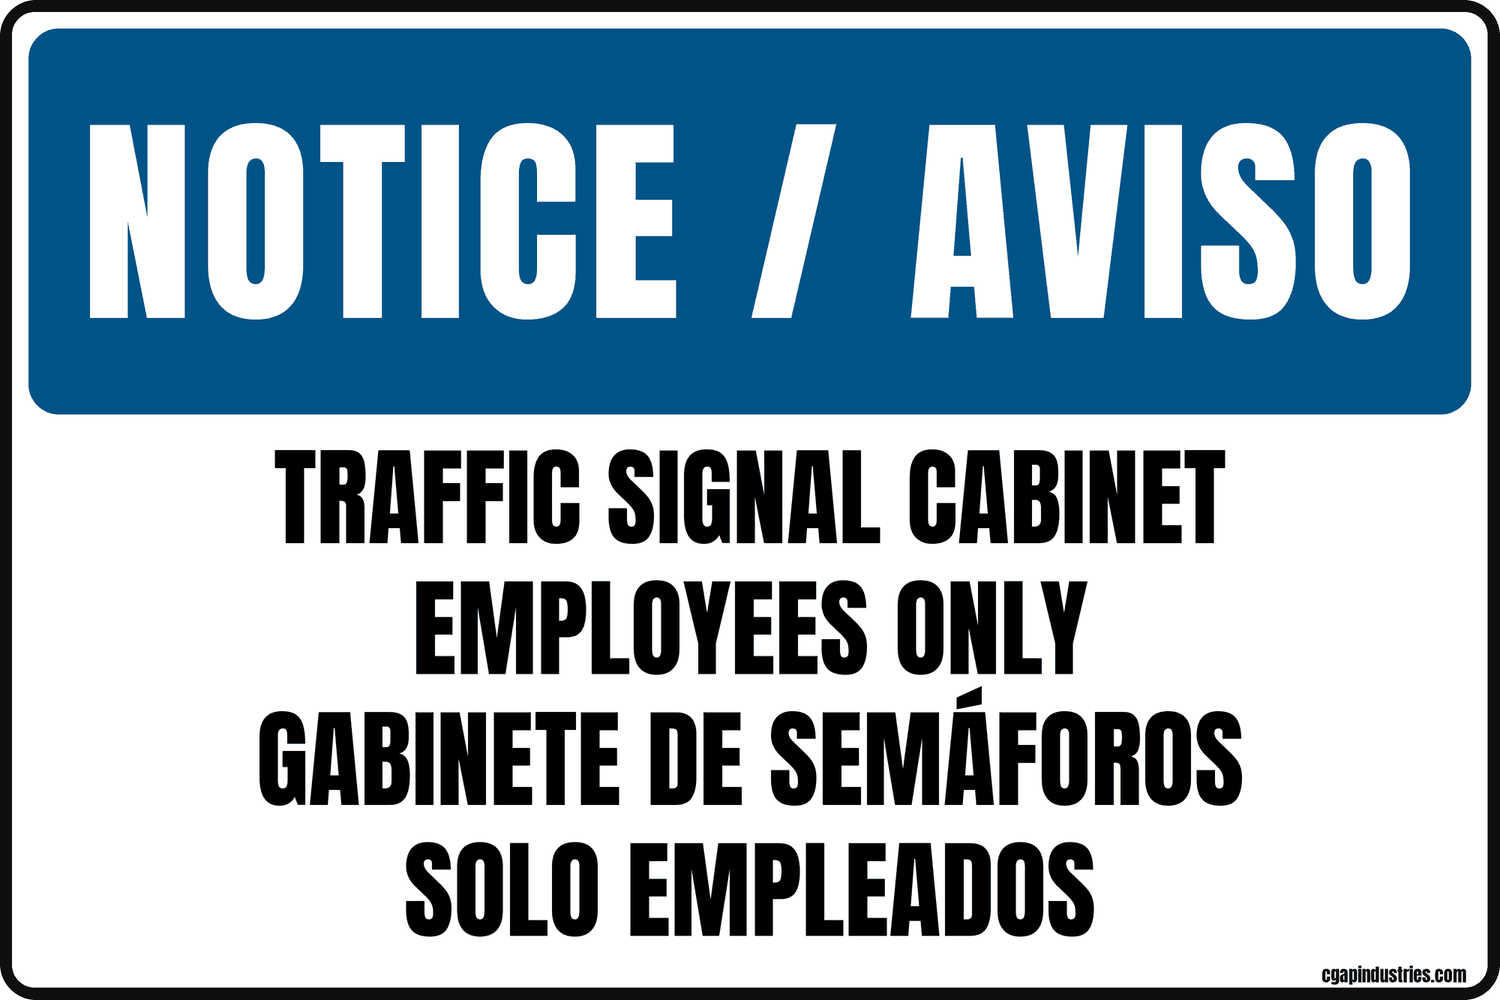 NOTICE / AVISO
TRAFFIC SIGNAL CABINET
EMPLOYEES ONLY
GABINETE DE SEMÁFOROS
SOLO EMPLEADOS
cgapindustries.com